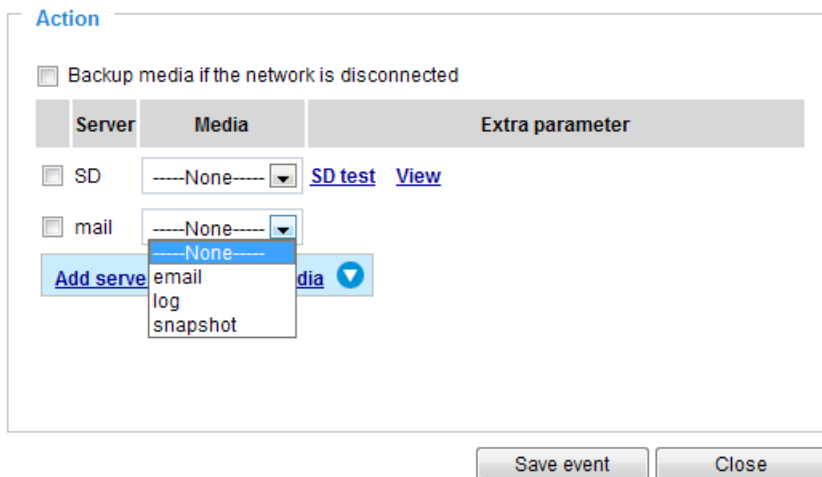 Action
Backup media if the network is disconnected
Server Media Extra parameter
SD -----None----- SD test View
mail -----None-----
-----None-----
Add serve dia
email
log
snapshot
Save event Close